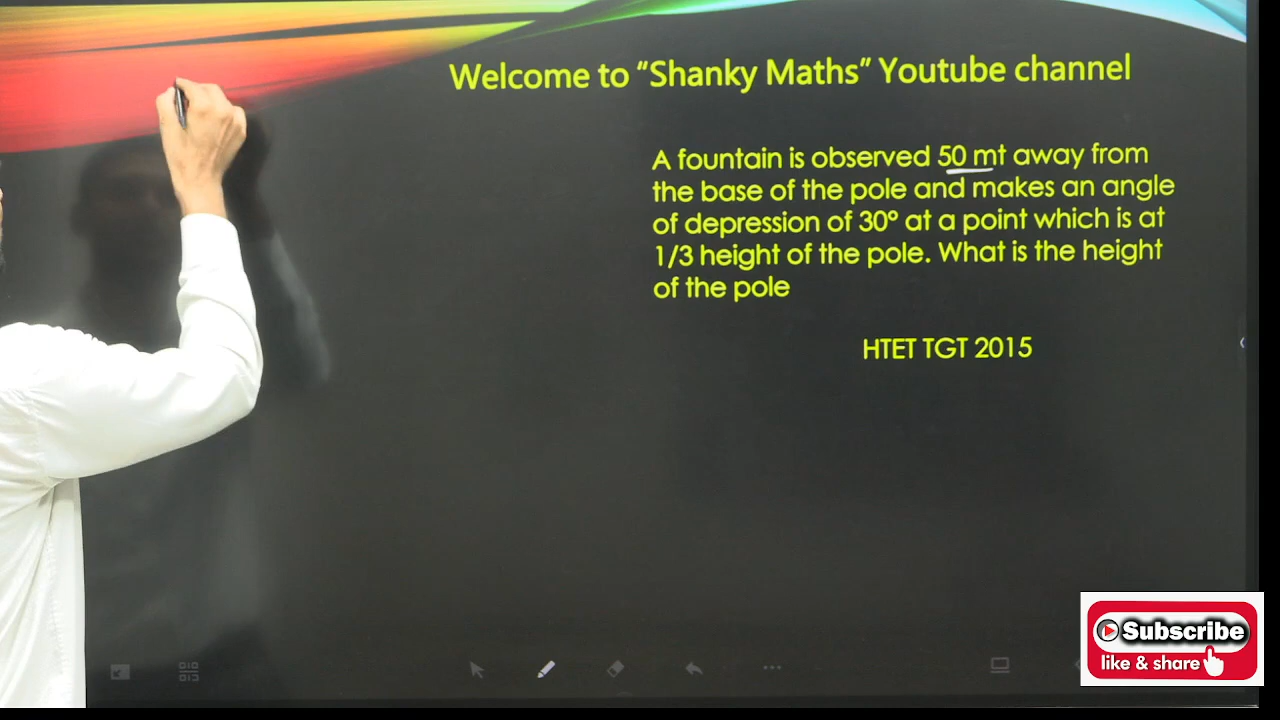 Welcome to “Shanky Maths” Youtube channel
A fountain is observed 50 mt away from
the base of the pole and makes an angle
of depression of 30º at a point which is at
1/3 height of the pole. What is the height
of the pole
HTET TGT 2015
Subscribe
like & share